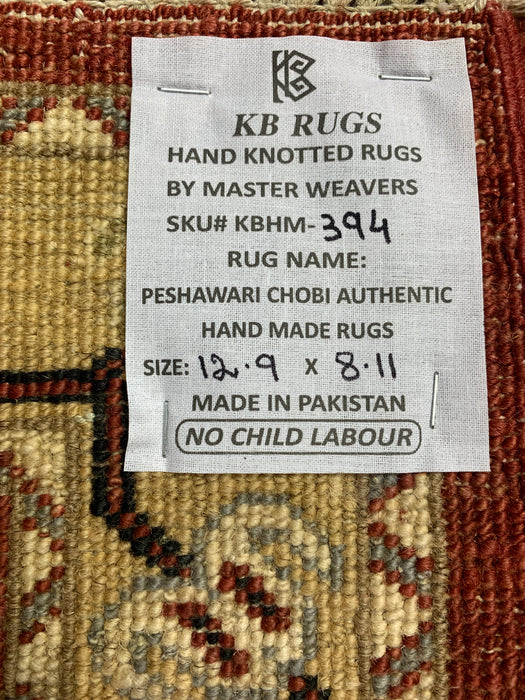 KB RUGS
HAND KNOTTED RUGS
BY MASTER WEAVERS
SKU# KBHM-394
RUG NAME:
PESHAWARI CHOBI AUTHENTIC
HAND MADE RUGS
SIZE: 12.9 X 8.11
MADE IN PAKISTAN
NO CHILD LABOUR